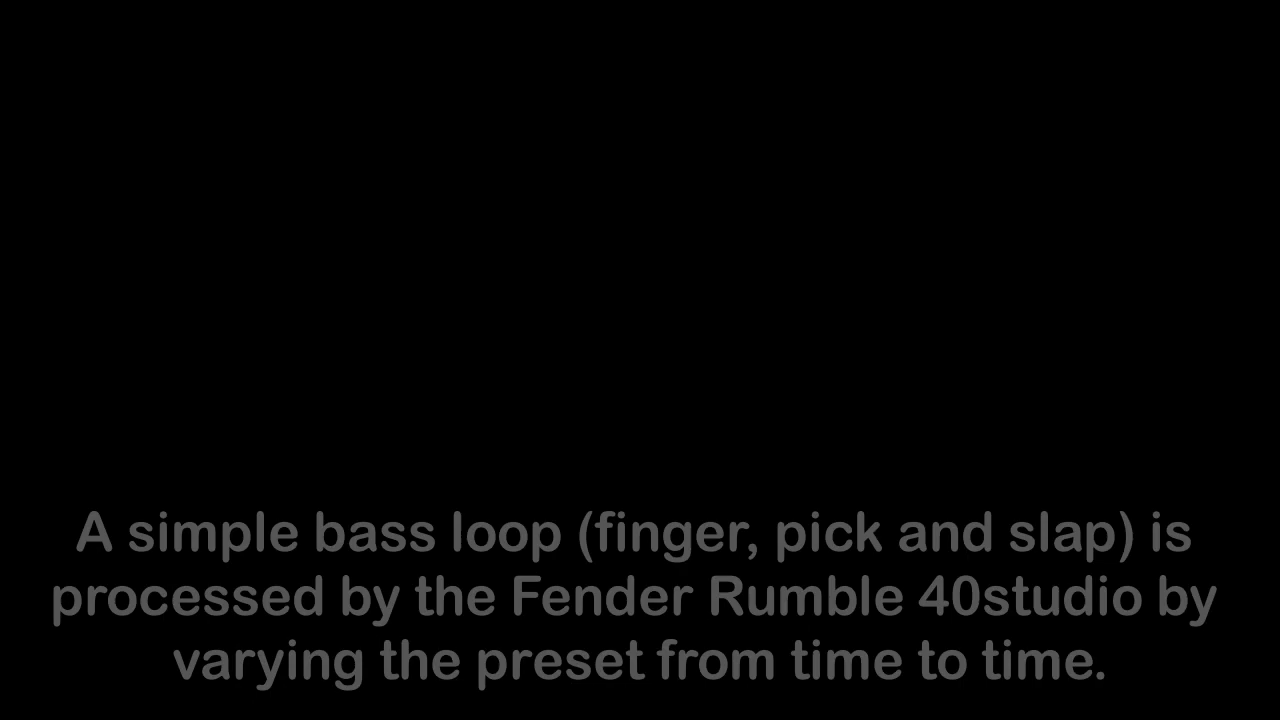 A simple bass loop (finger, pick and slap) is
processed by the Fender Rumble 40studio by
varying the preset from time to time.